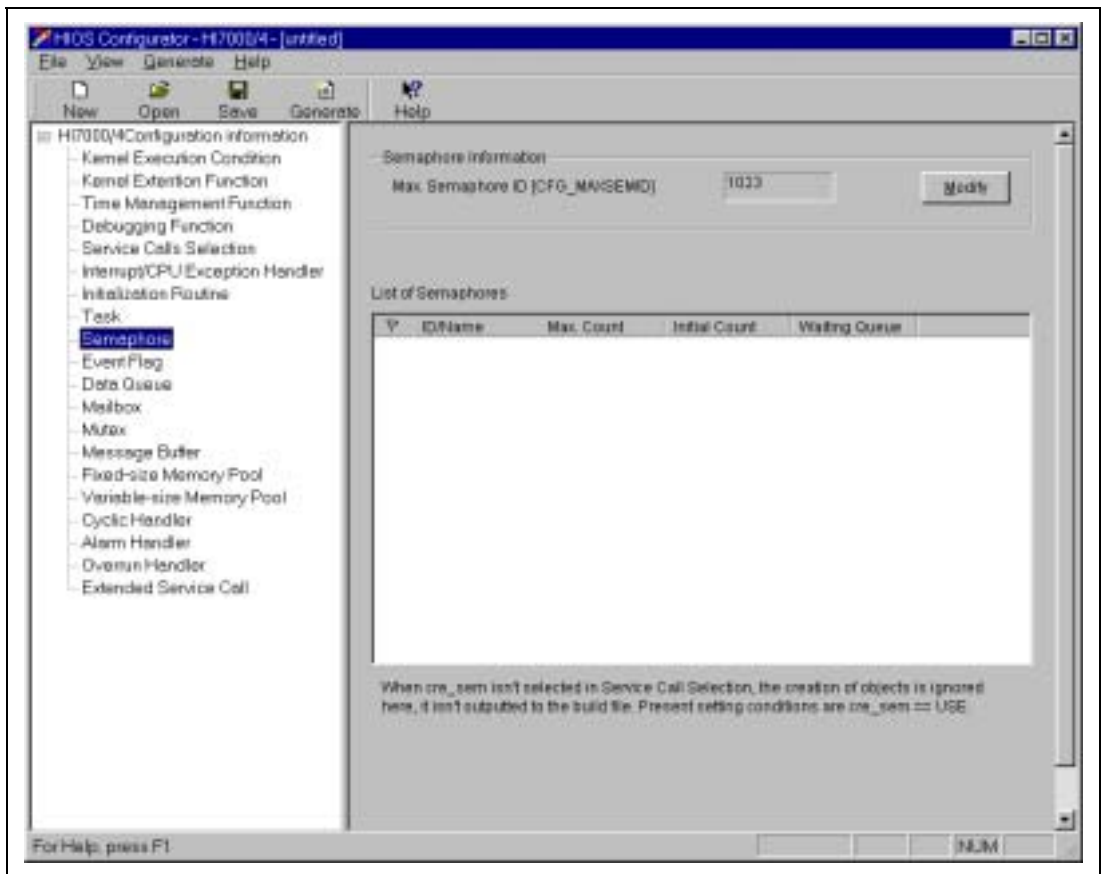 HIOS Configurator - HI7000/4 - [untitled]
File View Generate Help
New Open Save Generate Help
HI7000/4Configuration information
Kernel Execution Condition
Kernel Extention Function
Time Management Function
Debugging Function
Service Calls Selection
Interrupt/CPU Exception Handler
Initialization Routine
Task
Semaphore
Event Flag
Data Queue
Mailbox
Mutex
Message Buffer
Fixed-size Memory Pool
Variable-size Memory Pool
Cyclic Handler
Alarm Handler
Overrun Handler
Extended Service Call
Semaphore Information
Max. Semaphore ID [CFG_MAXSEMID] 1023
Modify
List of Semaphores
ID/Name Max. Count Initial Count Waiting Queue
When cre_sem isn't selected in Service Call Selection, the creation of objects is ignored
here, it isn't outputted to the build file. Present setting conditions are cre_sem == USE
For Help, press F1
NUM